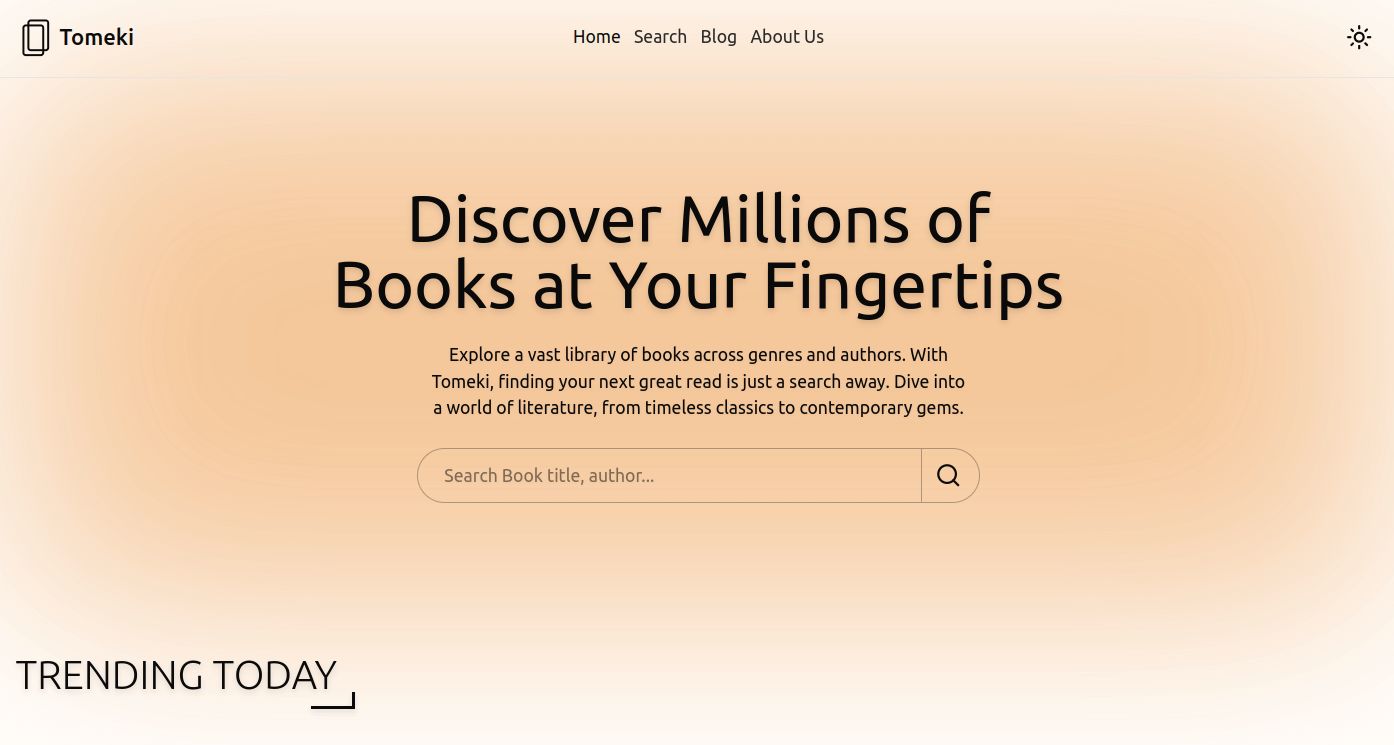 Tomeki
Home Search Blog About Us
Discover Millions of
Books at Your Fingertips
Explore a vast library of books across genres and authors. With
Tomeki, finding your next great read is just a search away. Dive into
a world of literature, from timeless classics to contemporary gems.
Search Book title, author...
TRENDING TODAY